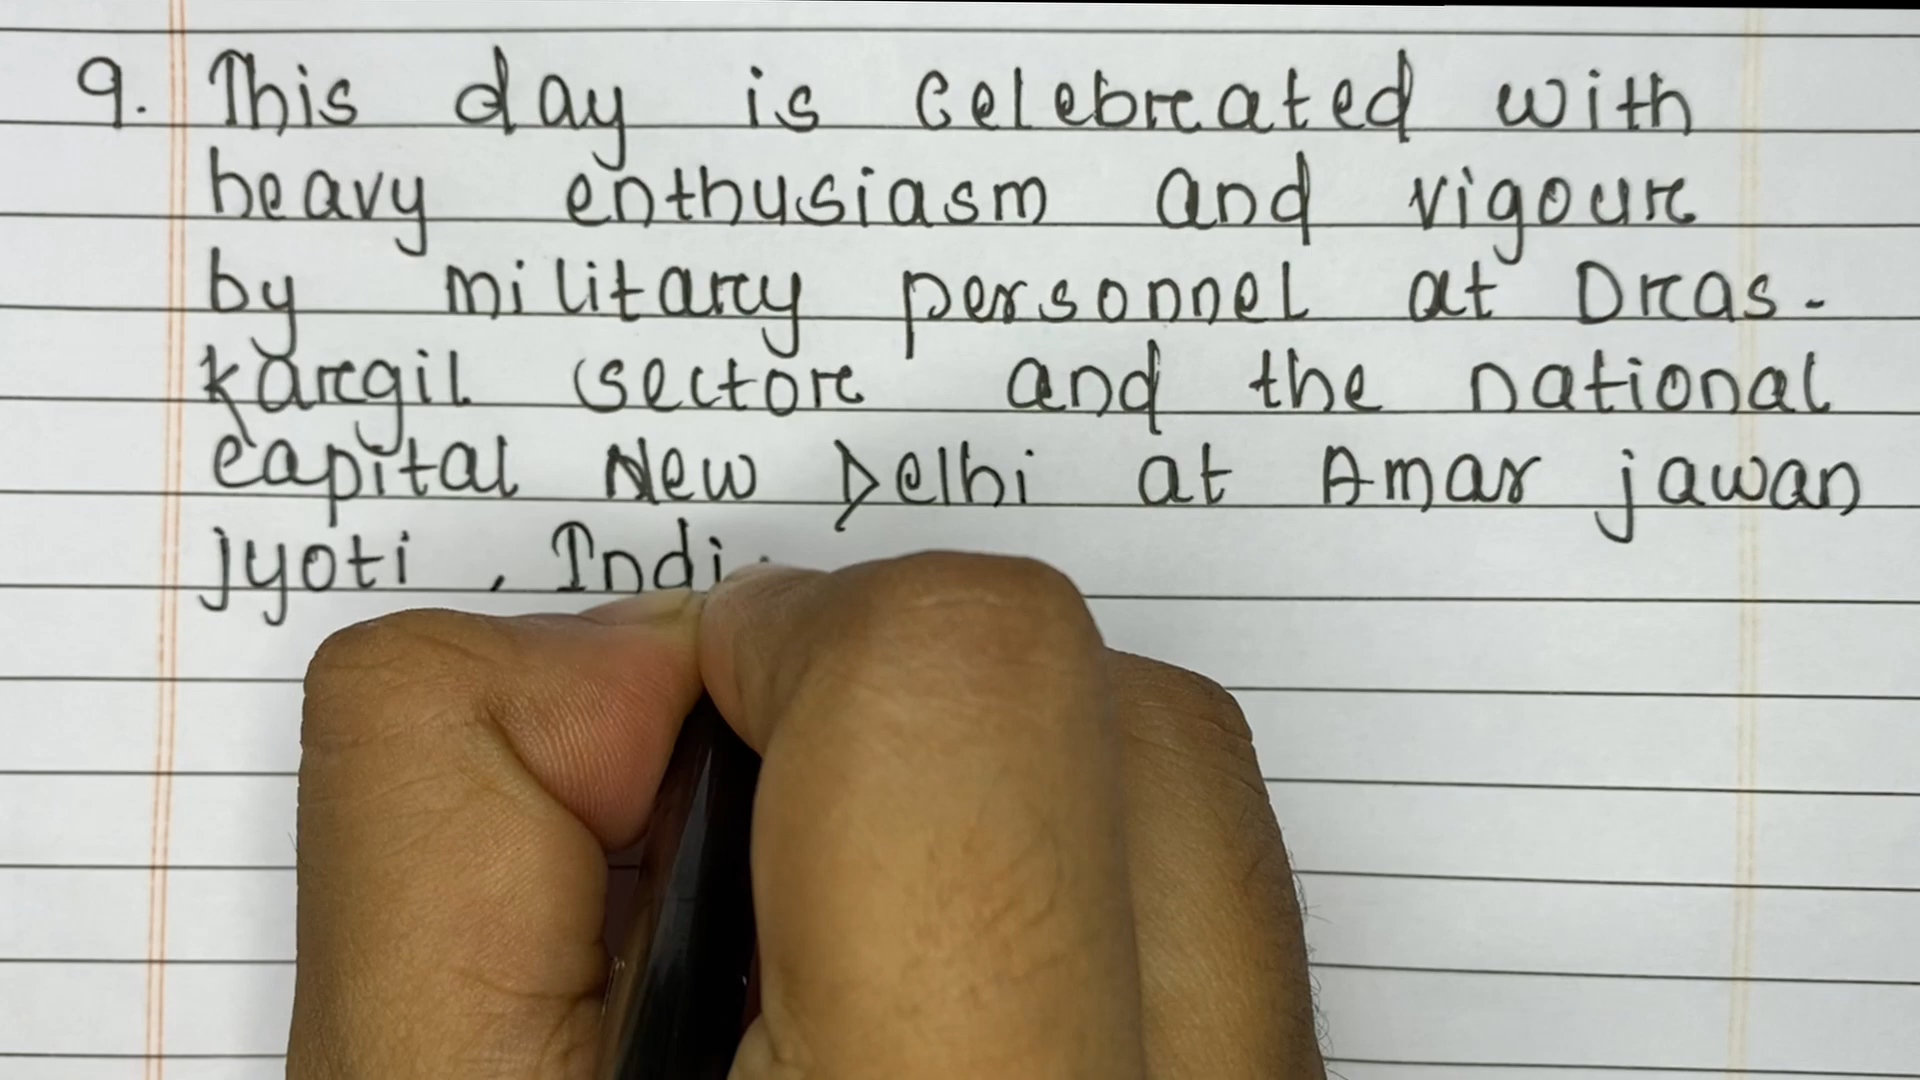 9. This day is Celebrated with
heavy enthusiasm and vigour
by military personnel at Dras-
kargil sector and the national
capital New Delhi at Amar jawan
jyoti, Indi